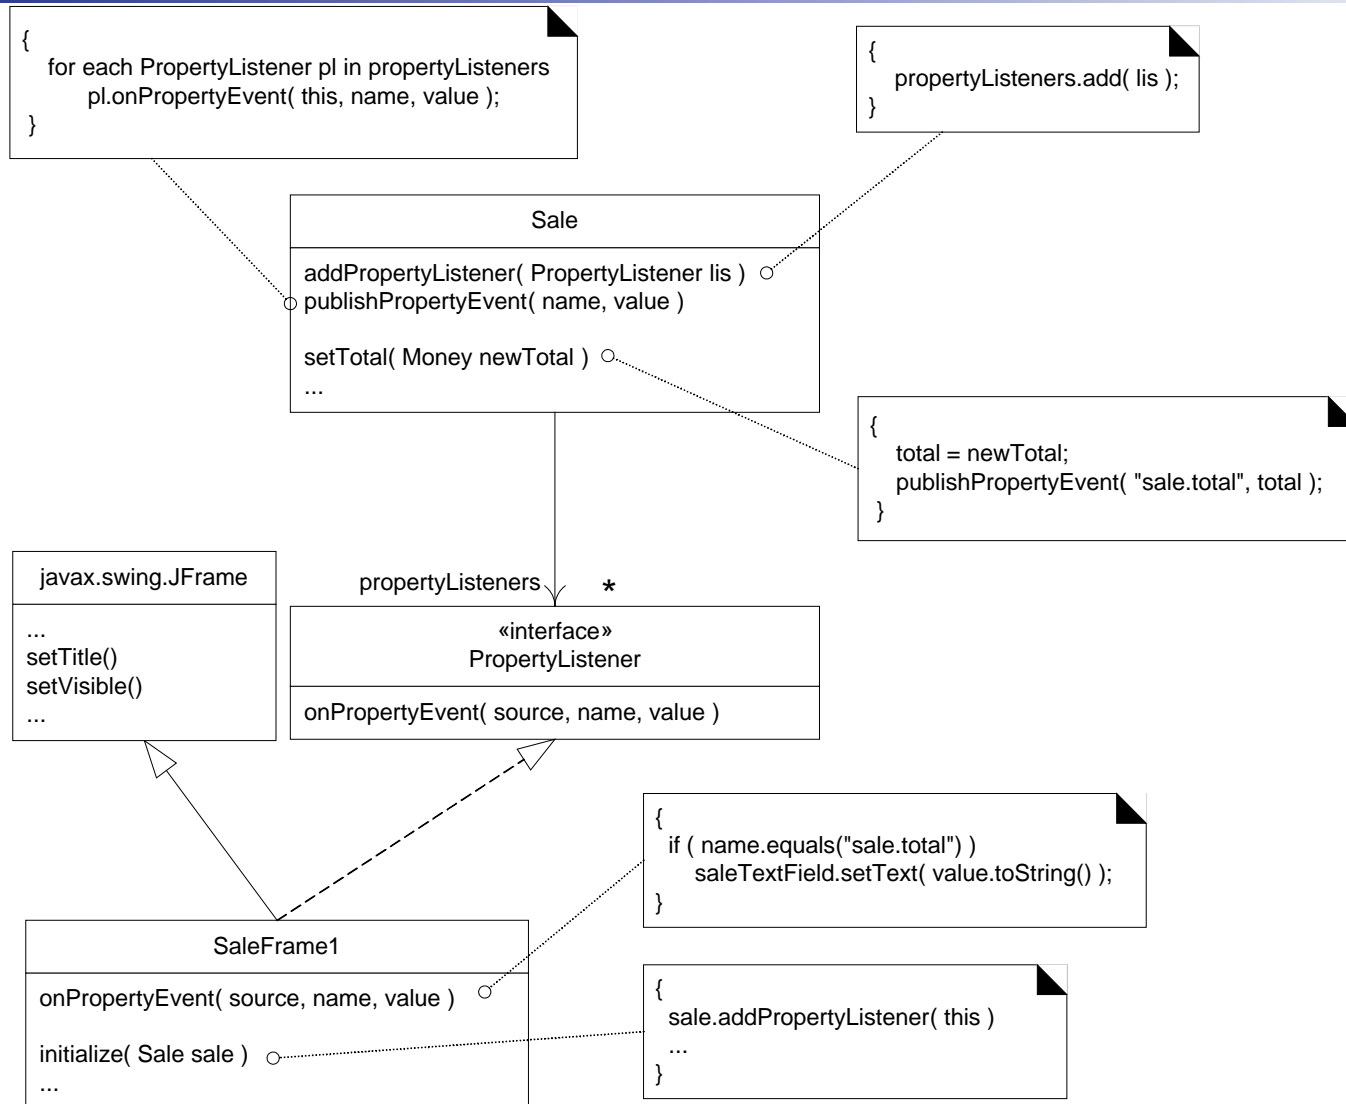 {
for each PropertyListener pl in propertyListeners
pl.onPropertyEvent( this, name, value );
}
{
propertyListeners.add( lis );
}
Sale
addPropertyListener( PropertyListener lis )
publishPropertyEvent( name, value )
setTotal( Money newTotal )
...
{
total = newTotal;
publishPropertyEvent( "sale.total", total );
}
javax.swing.JFrame
...
setTitle()
setVisible()
...
propertyListeners *
«interface»
PropertyListener
onPropertyEvent( source, name, value )
{
if ( name.equals("sale.total") )
saleTextField.setText( value.toString() );
}
SaleFrame1
onPropertyEvent( source, name, value )
initialize( Sale sale )
...
{
sale.addPropertyListener( this )
...
}